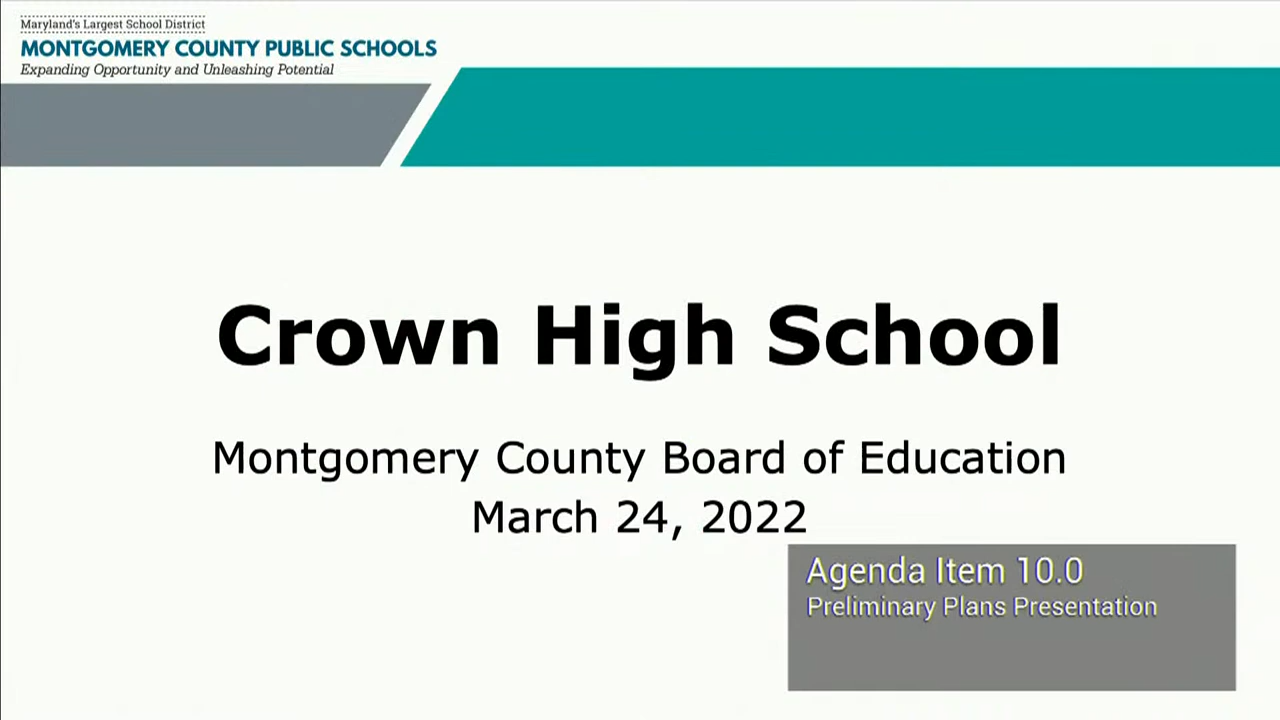 Maryland's Largest School District
MONTGOMERY COUNTY PUBLIC SCHOOLS
Expanding Opportunity and Unleashing Potential
Crown High School
Montgomery County Board of Education
March 24, 2022
Agenda Item 10.0
Preliminary Plans Presentation